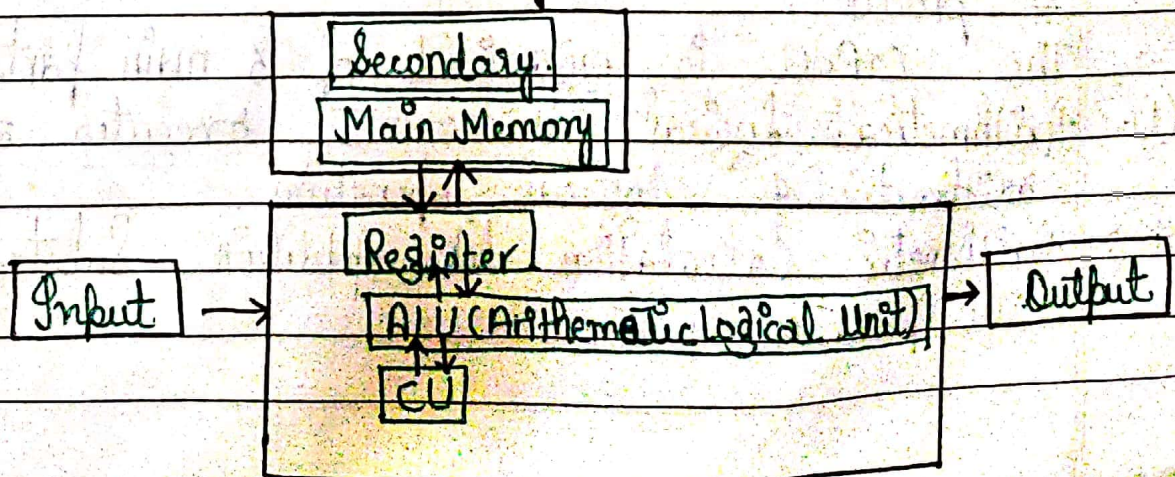 Secondary.
Main Memory
Register
Input
ALU (Arithematic Logical Unit)
Output
CU